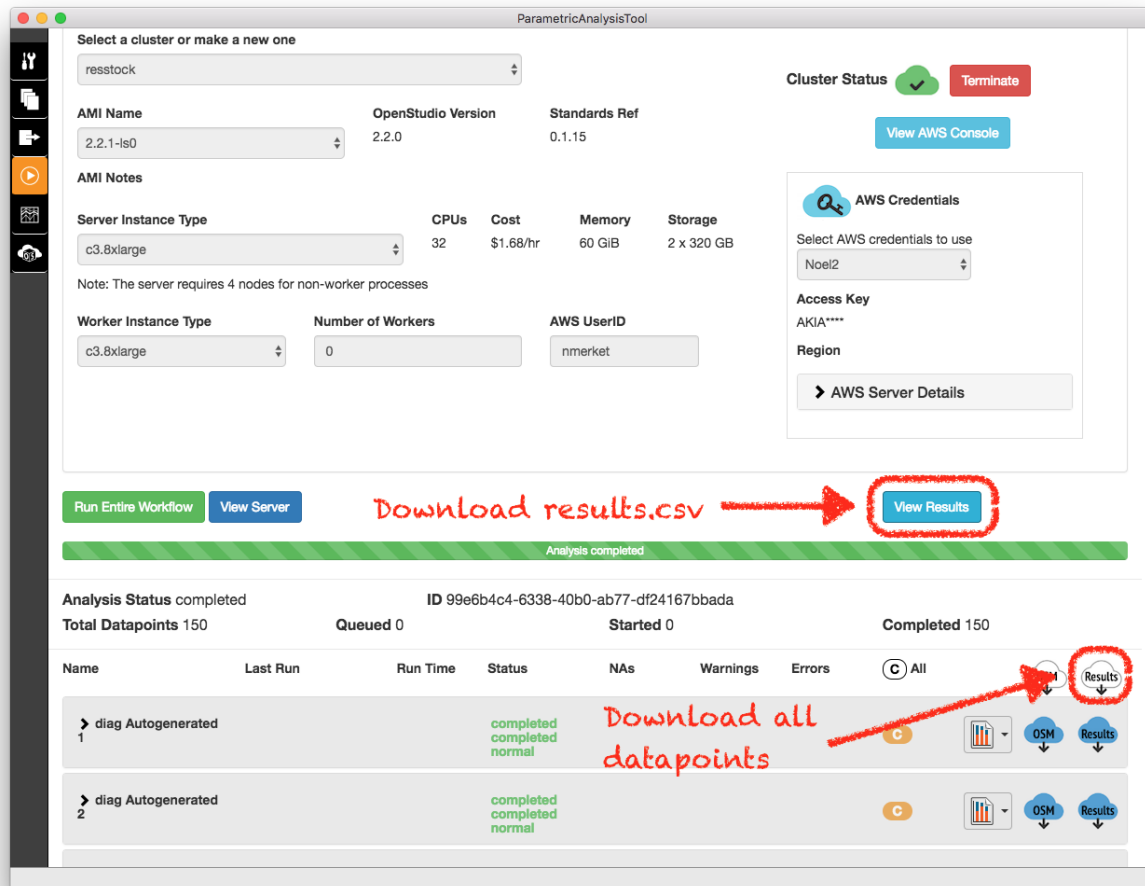 ParametricAnalysisTool
Select a cluster or make a new one
resstock
Cluster Status
Terminate
AMI Name
OpenStudio Version
Standards Ref
2.2.1-ls0
2.2.0
0.1.15
View AWS Console
AMI Notes
AWS Credentials
Server Instance Type
CPUs
Cost
Memory
Storage
c3.8xlarge
32
$1.68/hr
60 GiB
2 x 320 GB
Select AWS credentials to use
Noel2
Note: The server requires 4 nodes for non-worker processes
Access Key
AKIA****
Worker Instance Type
Number of Workers
AWS UserID
c3.8xlarge
0
nmerket
Region
AWS Server Details
Run Entire Workflow
View Server
Download results.csv
View Results
Analysis completed
Analysis Status completed
ID 99e6b4c4-6338-40b0-ab77-df24167bbada
Total Datapoints 150
Queued 0
Started 0
Completed 150
Name
Last Run
Run Time
Status
NAs
Warnings
Errors
C All
Results
Download all
datapoints
diag Autogenerated
1
completed
completed
normal
C
OSM
Results
diag Autogenerated
2
completed
completed
normal
C
OSM
Results